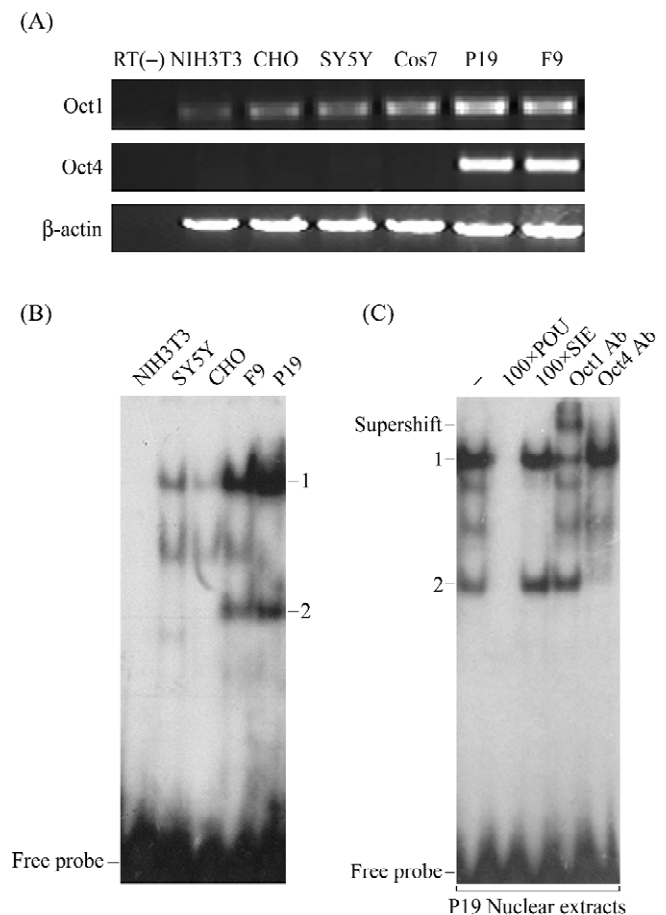 (A)
RT(−) NIH3T3 CHO SY5Y Cos7 P19 F9
Oct1
Oct4
β-actin
(B)
NIH3T3 SY5Y CHO F9 P19
1
2
Free probe
(C)
− 100×POU 100×SIE Oct1 Ab Oct4 Ab
Supershift
1
2
Free probe
P19 Nuclear extracts